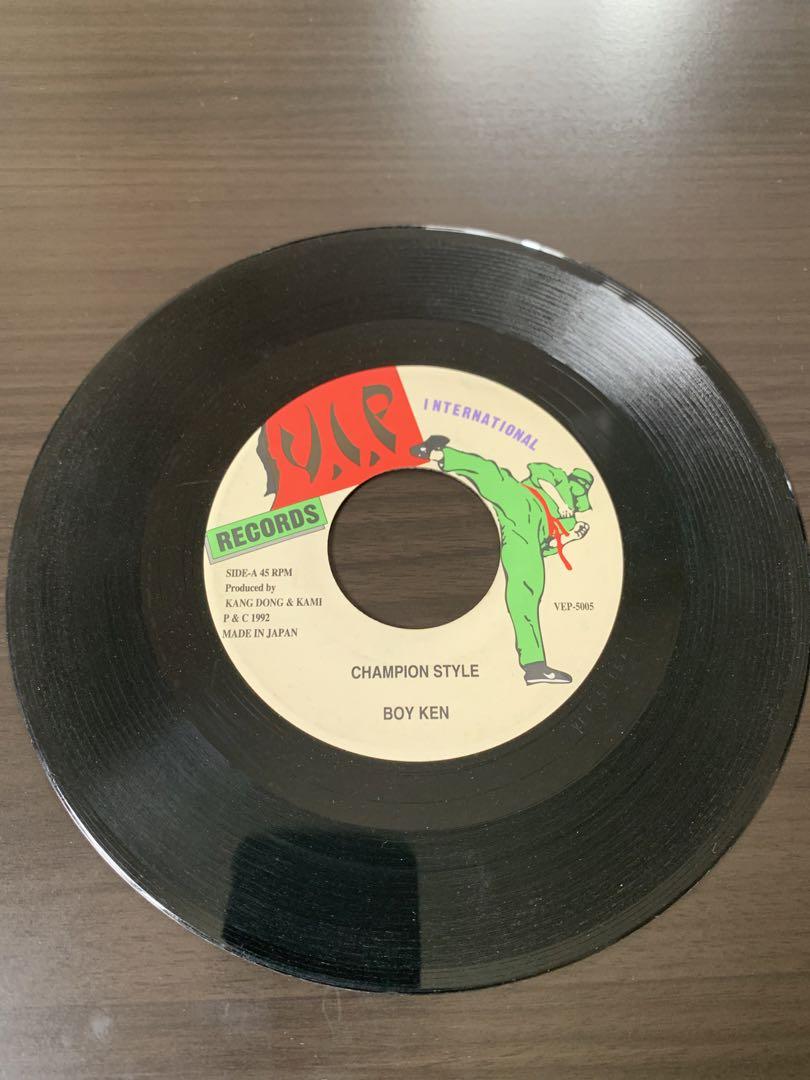 V.I.P
INTERNATIONAL
RECORDS
SIDE-A 45 RPM
Produced by
KANG DONG & KAMI
P & C 1992
MADE IN JAPAN
VEP-5005
CHAMPION STYLE
BOY KEN